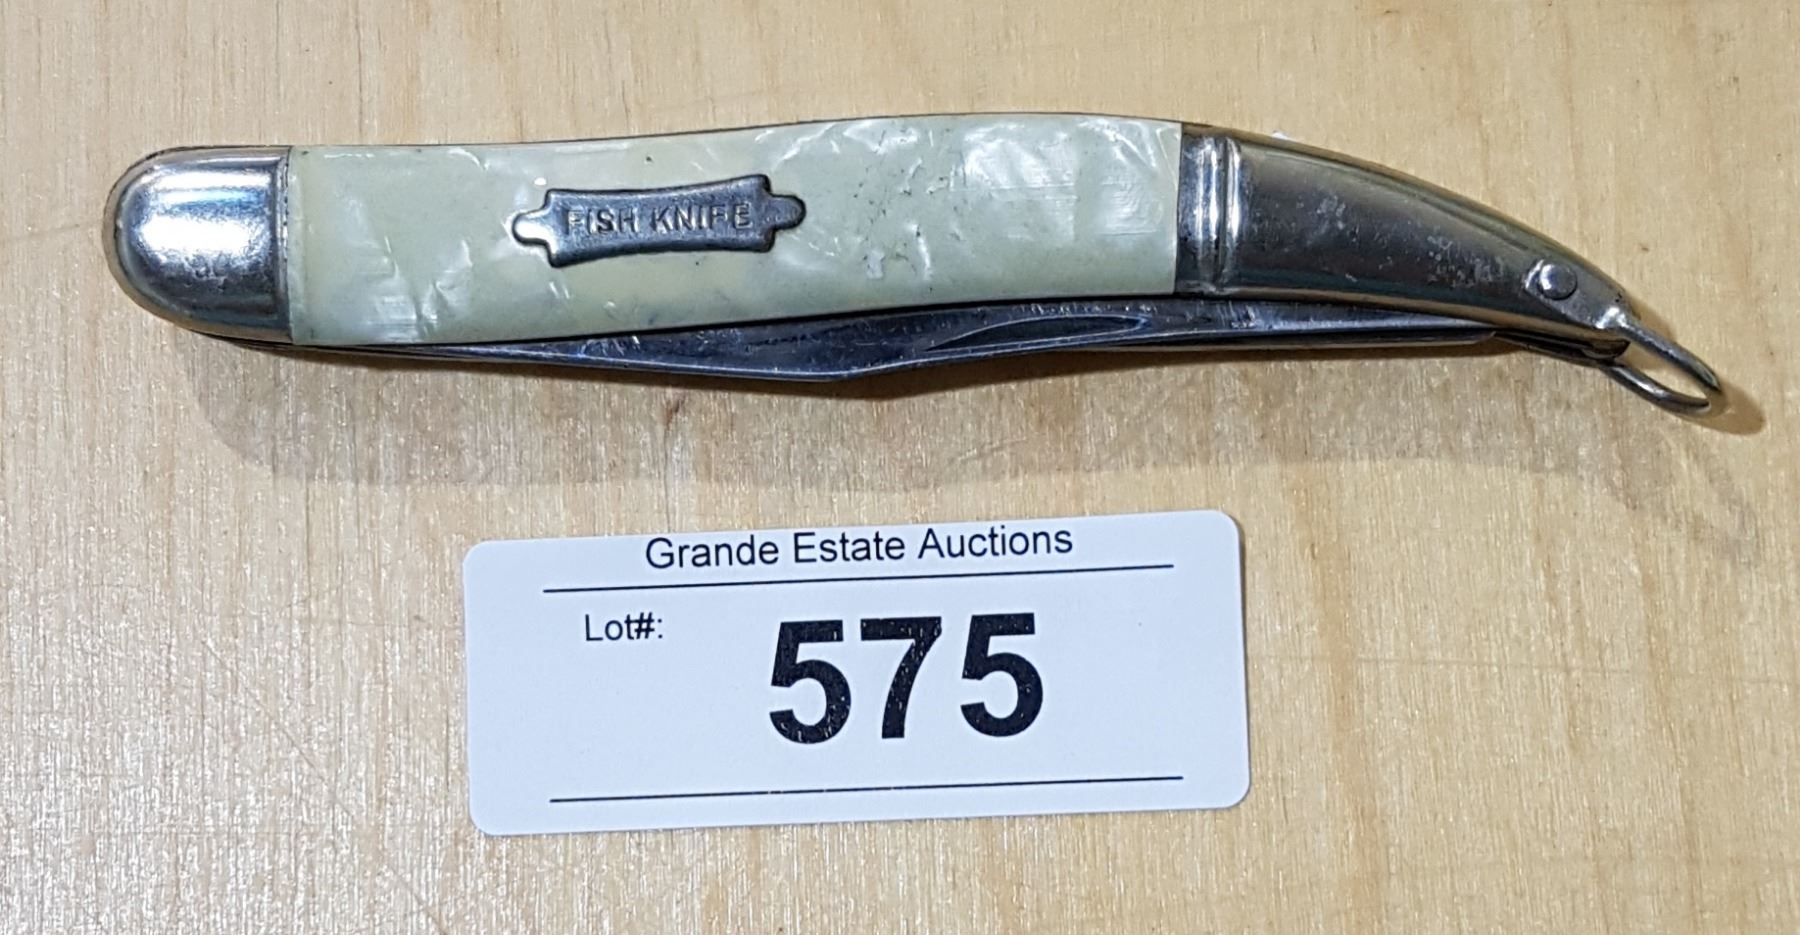 FISH KNIFE
Grande Estate Auctions
Lot#:
575